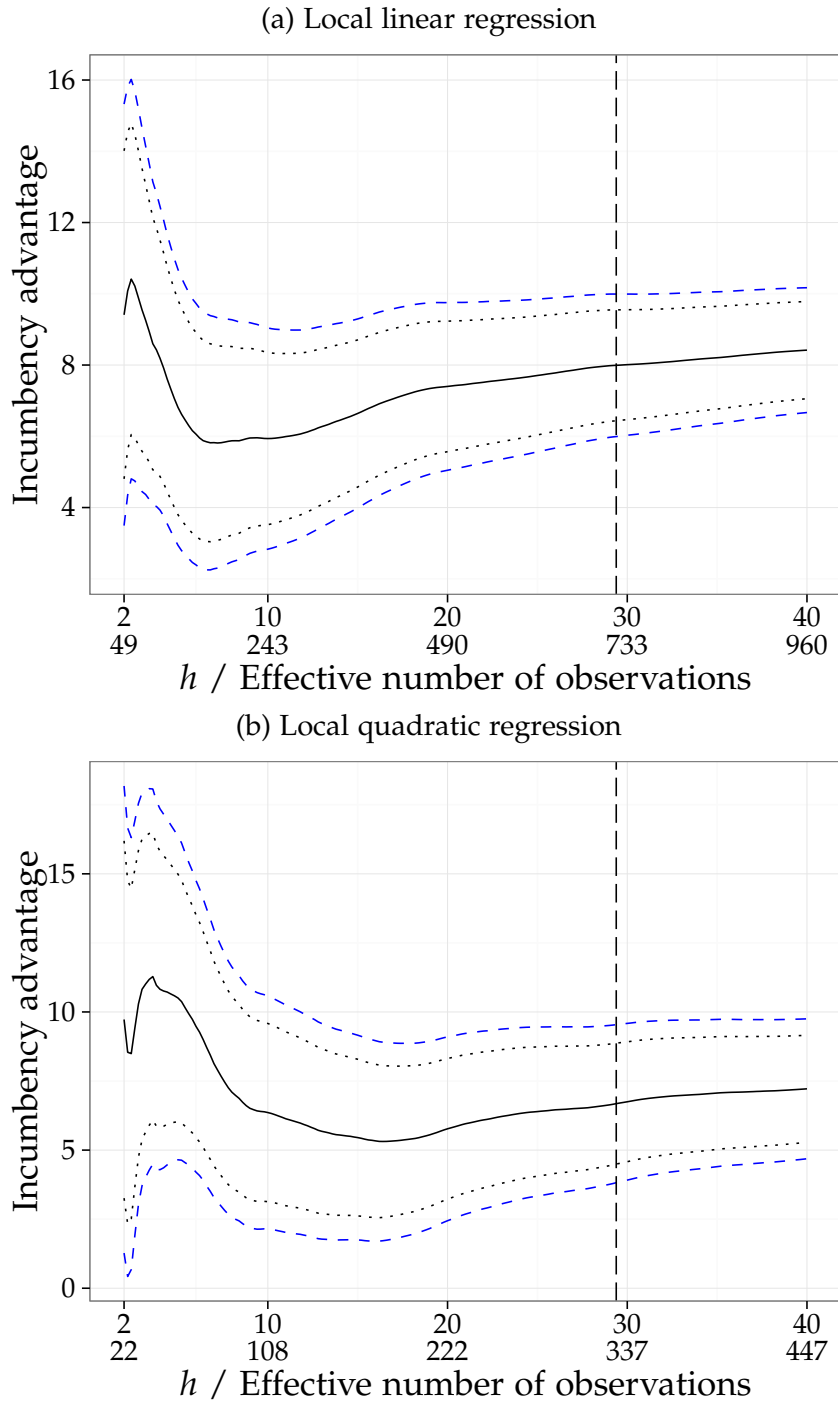 (a) Local linear regression
16
12
8
4
Incumbency advantage
2 10 20 30 40
49 243 490 733 960
h / Effective number of observations
(b) Local quadratic regression
15
10
5
0
Incumbency advantage
2 10 20 30 40
22 108 222 337 447
h / Effective number of observations